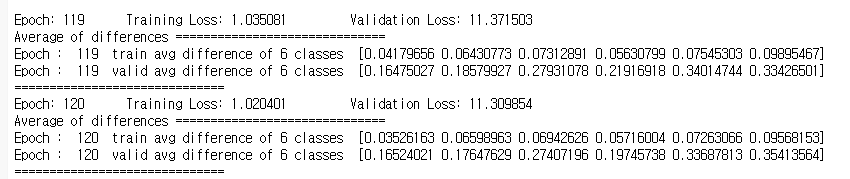 Epoch: 119 Training Loss: 1.035081 Validation Loss: 11.371503
Average of differences ==============================
Epoch : 119 train avg difference of 6 classes [0.04179656 0.06430773 0.07312891 0.05630799 0.07545303 0.09895467]
Epoch : 119 valid avg difference of 6 classes [0.16475027 0.18579927 0.27931078 0.21916918 0.34014744 0.33426501]
==============================
Epoch: 120 Training Loss: 1.020401 Validation Loss: 11.309854
Average of differences ==============================
Epoch : 120 train avg difference of 6 classes [0.03526163 0.06598963 0.06942626 0.05716004 0.07263066 0.09568153]
Epoch : 120 valid avg difference of 6 classes [0.16524021 0.17647629 0.27407196 0.19745738 0.33687813 0.35413564]
==============================